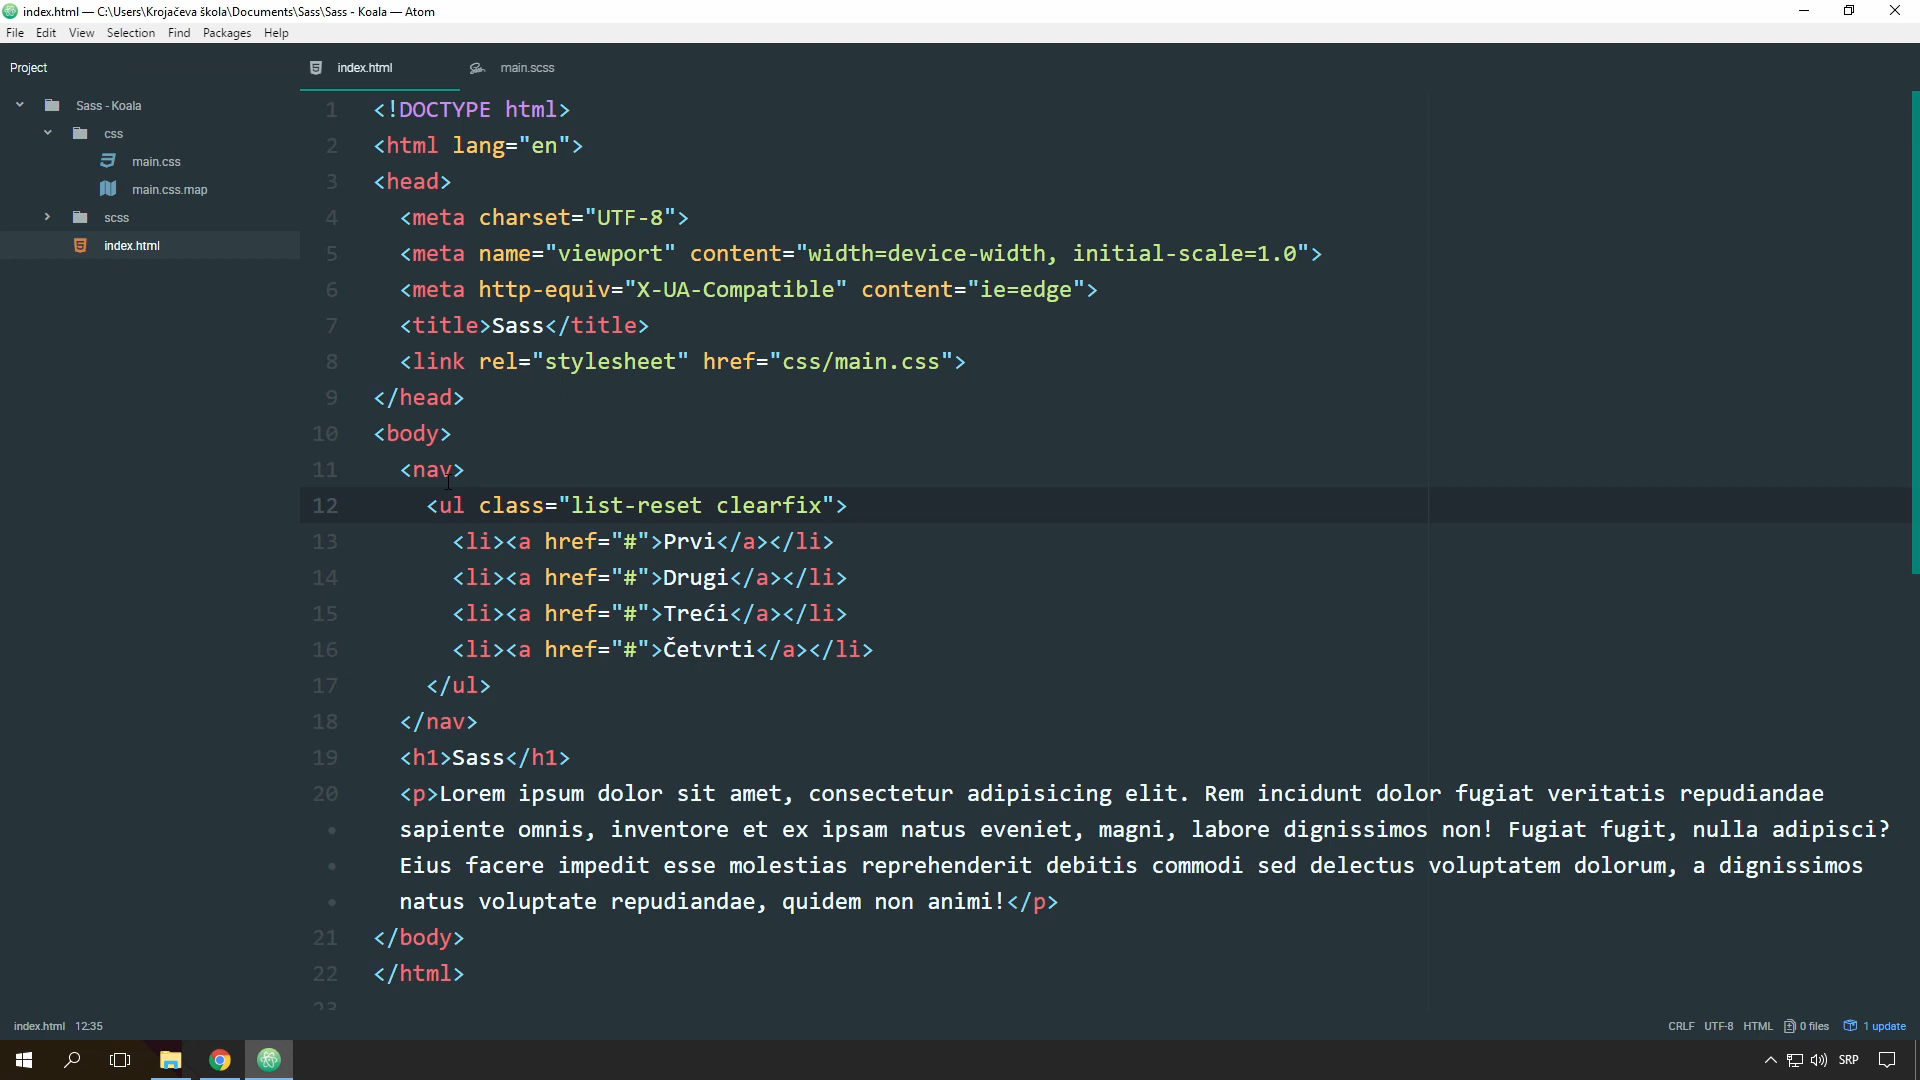 index.html — C:\Users\Krojačeva škola\Documents\Sass\Sass - Koala — Atom
File Edit View Selection Find Packages Help
Project
index.html
main.scss
Sass - Koala
css
main.css
main.css.map
scss
index.html
1 <!DOCTYPE html>
2 <html lang="en">
3 <head>
4 <meta charset="UTF-8">
5 <meta name="viewport" content="width=device-width, initial-scale=1.0">
6 <meta http-equiv="X-UA-Compatible" content="ie=edge">
7 <title>Sass</title>
8 <link rel="stylesheet" href="css/main.css">
9 </head>
10 <body>
11 <nav>
12 <ul class="list-reset clearfix">
13 <li><a href="#">Prvi</a></li>
14 <li><a href="#">Drugi</a></li>
15 <li><a href="#">Treći</a></li>
16 <li><a href="#">Četvrti</a></li>
17 </ul>
18 </nav>
19 <h1>Sass</h1>
20 <p>Lorem ipsum dolor sit amet, consectetur adipisicing elit. Rem incidunt dolor fugiat veritatis repudiandae
• sapiente omnis, inventore et ex ipsam natus eveniet, magni, labore dignissimos non! Fugiat fugit, nulla adipisci?
• Eius facere impedit esse molestias reprehenderit debitis commodi sed delectus voluptatem dolorum, a dignissimos
• natus voluptate repudiandae, quidem non animi!</p>
21 </body>
22 </html>
23
index.html 12:35
CRLF UTF-8 HTML 0 files 1 update
SRP